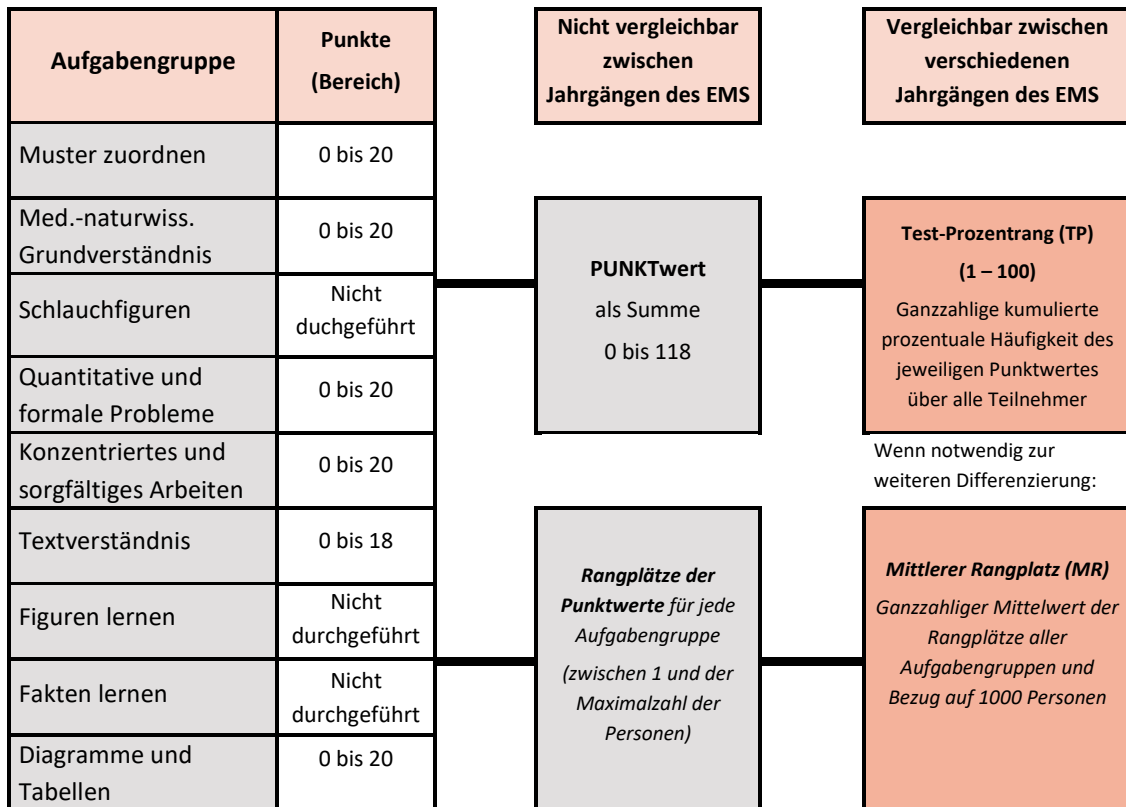 Aufgabengruppe
Punkte
(Bereich)
Muster zuordnen
0 bis 20
Med.-naturwiss.
Grundverständnis
0 bis 20
Schlauchfiguren
Nicht
duchgeführt
Quantitative und
formale Probleme
0 bis 20
Konzentriertes und
sorgfältiges Arbeiten
0 bis 20
Textverständnis
0 bis 18
Figuren lernen
Nicht
durchgeführt
Fakten lernen
Nicht
durchgeführt
Diagramme und
Tabellen
0 bis 20
Nicht vergleichbar
zwischen
Jahrgängen des EMS
PUNKTwert
als Summe
0 bis 118
Rangplätze der
Punktwerte für jede
Aufgabengruppe
(zwischen 1 und der
Maximalzahl der
Personen)
Vergleichbar zwischen
verschiedenen
Jahrgängen des EMS
Test-Prozentrang (TP)
(1 – 100)
Ganzzahlige kumulierte
prozentuale Häufigkeit des
jeweiligen Punktwertes
über alle Teilnehmer
Wenn notwendig zur
weiteren Differenzierung:
Mittlerer Rangplatz (MR)
Ganzzahliger Mittelwert der
Rangplätze aller
Aufgabengruppen und
Bezug auf 1000 Personen